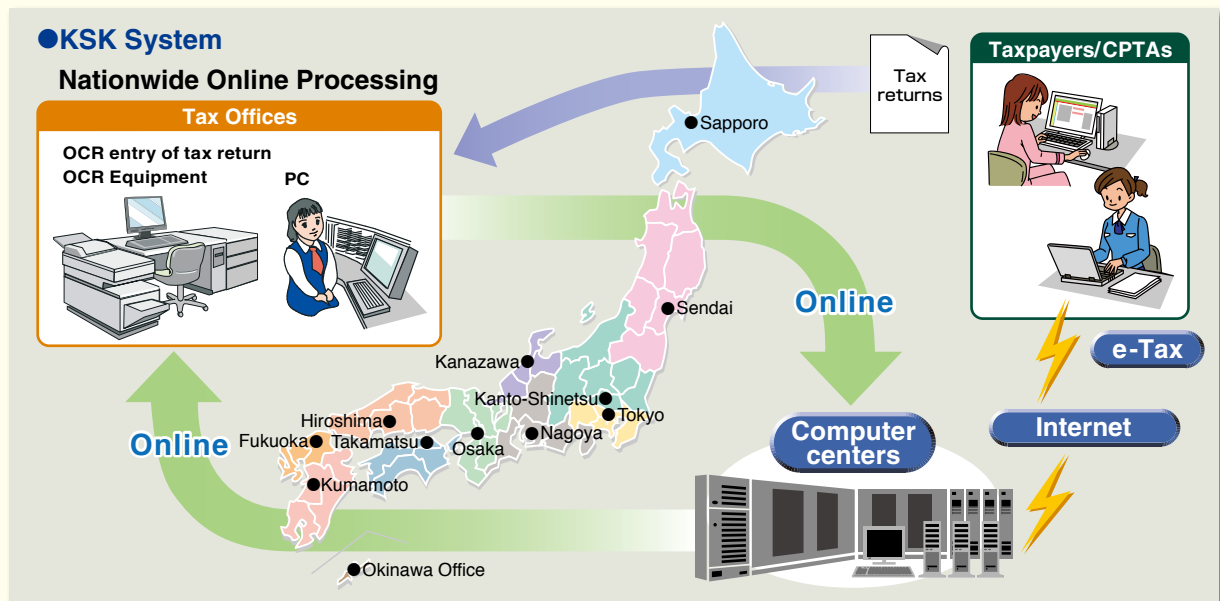 ●KSK System
Nationwide Online Processing
Tax Offices
OCR entry of tax return
OCR Equipment
PC
Tax
returns
Taxpayers/CPTAs
Sapporo
Sendai
Online
e-Tax
Kanazawa
Kanto-Shinetsu
Tokyo
Hiroshima
Nagoya
Fukuoka
Takamatsu
Osaka
Online
Kumamoto
Computer
centers
Internet
Okinawa Office